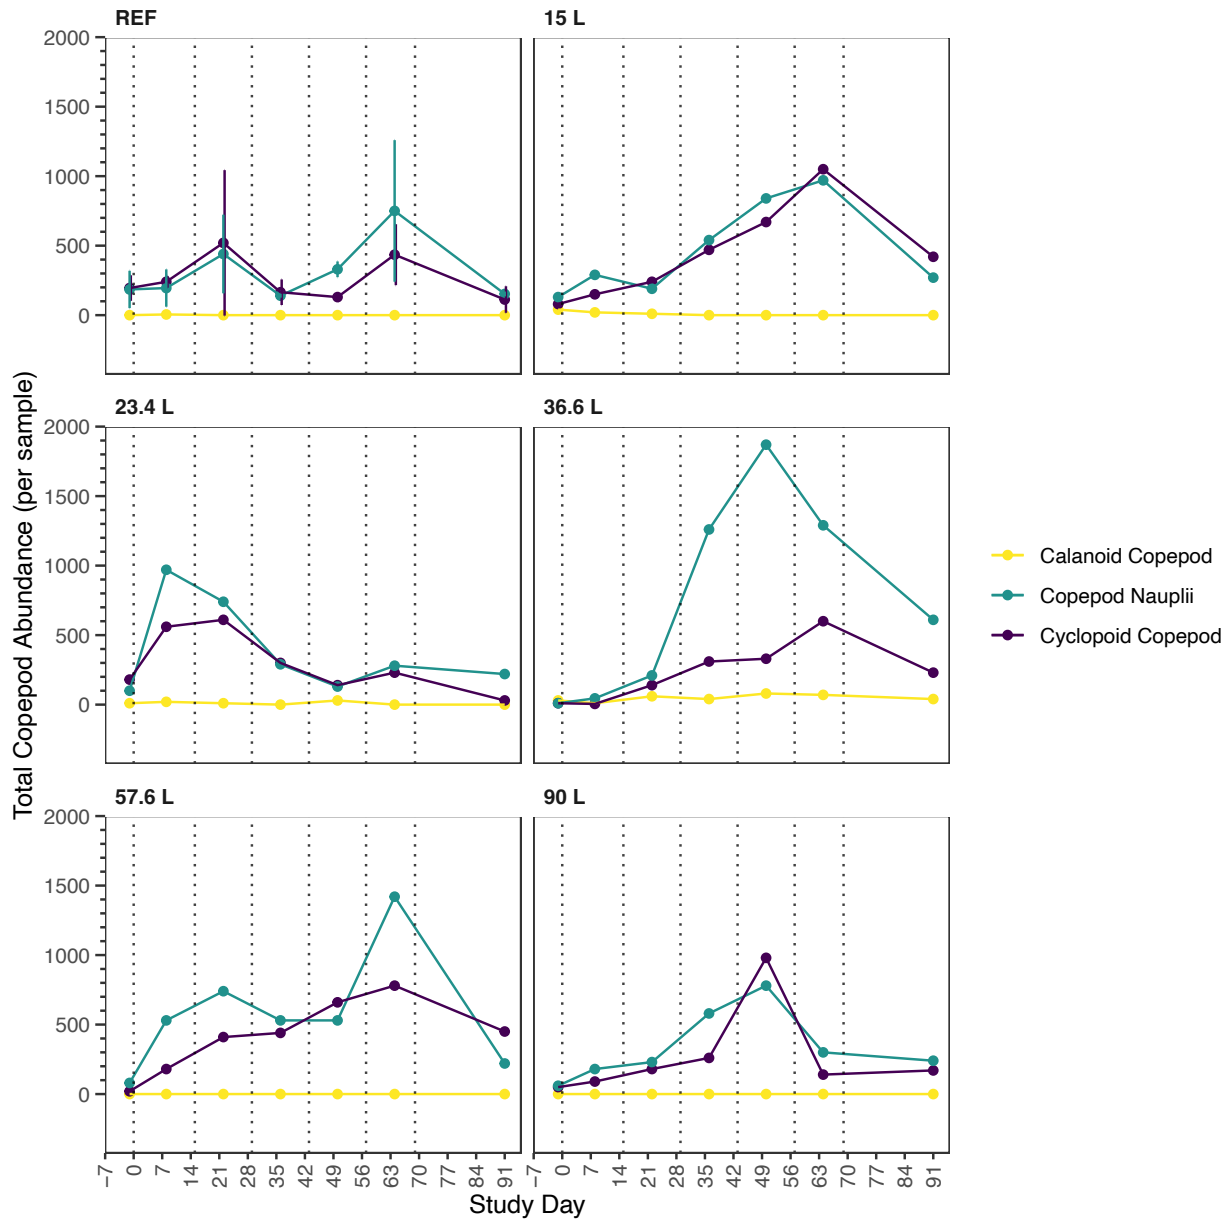 REF
15 L
2000
1500
1000
500
0
23.4 L
36.6 L
2000
1500
1000
500
0
57.6 L
90 L
2000
1500
1000
500
0
−7 0 7 14 21 28 35 42 49 56 63 70 77 84 91
−7 0 7 14 21 28 35 42 49 56 63 70 77 84 91
Study Day
Total Copepod Abundance (per sample)
Calanoid Copepod
Copepod Nauplii
Cyclopoid Copepod